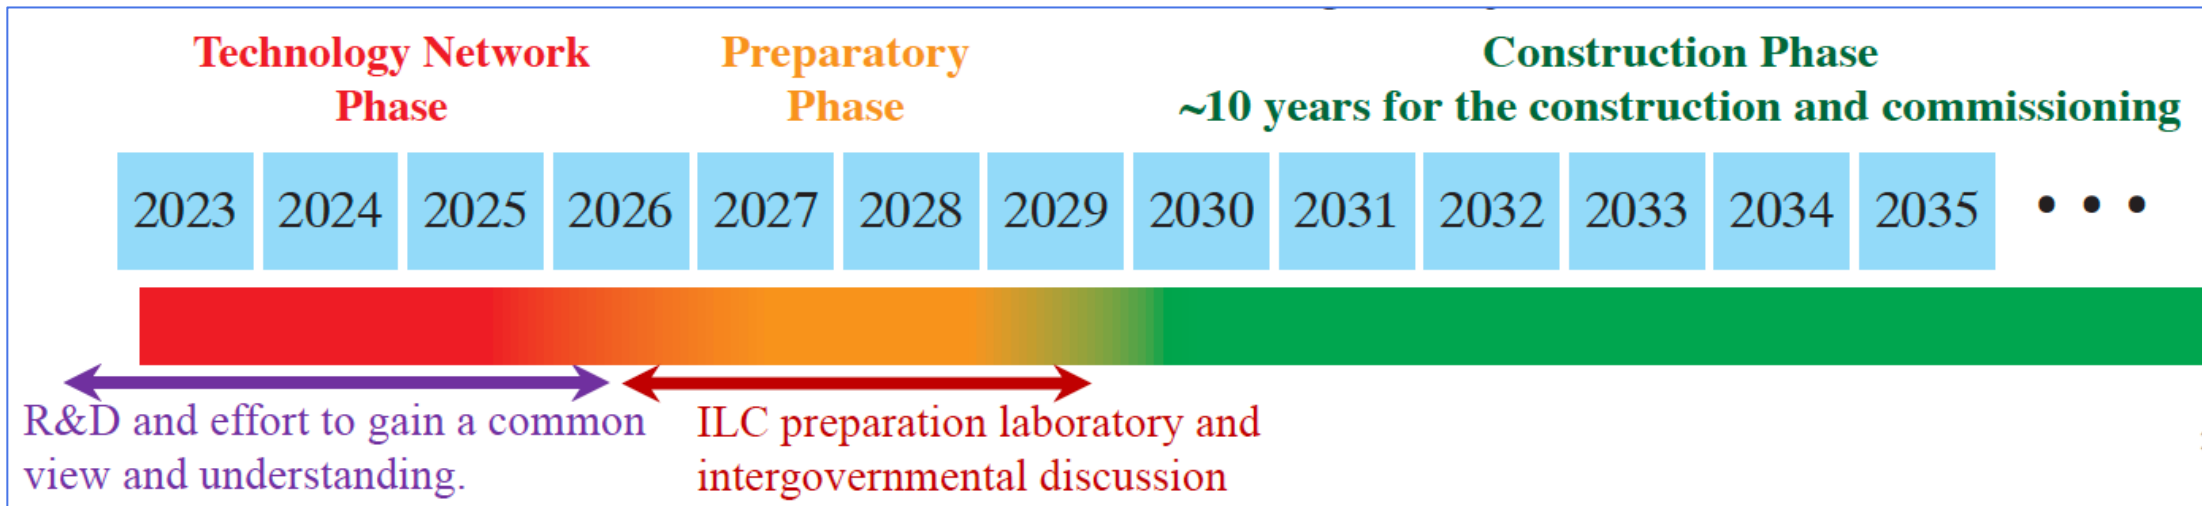 Technology Network
Phase
Preparatory
Phase
Construction Phase
~10 years for the construction and commissioning
2023 2024 2025 2026 2027 2028 2029 2030 2031 2032 2033 2034 2035 • • •
R&D and effort to gain a common
view and understanding.
ILC preparation laboratory and
intergovernmental discussion